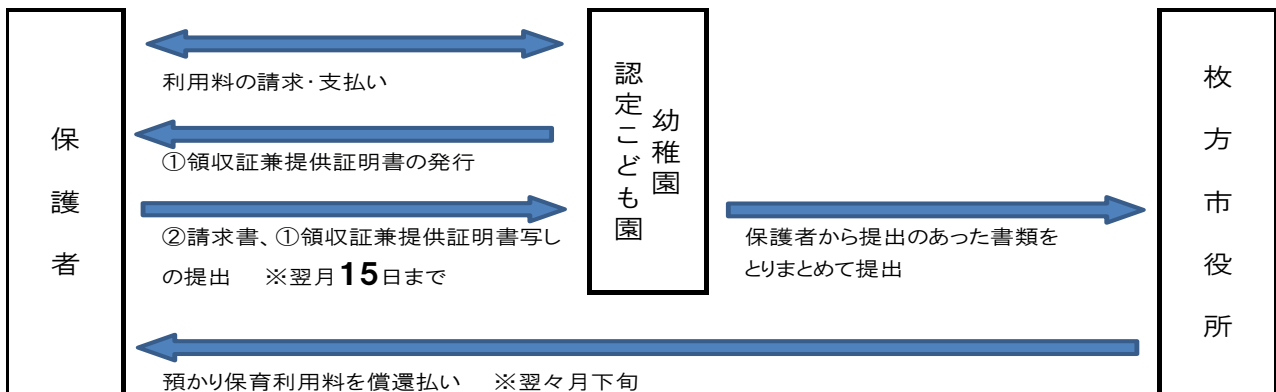 保護者
利用料の請求・支払い
①領収証兼提供証明書の発行
②請求書、①領収証兼提供証明書写し
の提出　※翌月15日まで
幼稚園
認定こども園
保護者から提出のあった書類を
とりまとめて提出
枚方市役所
預かり保育利用料を償還払い　※翌々月下旬